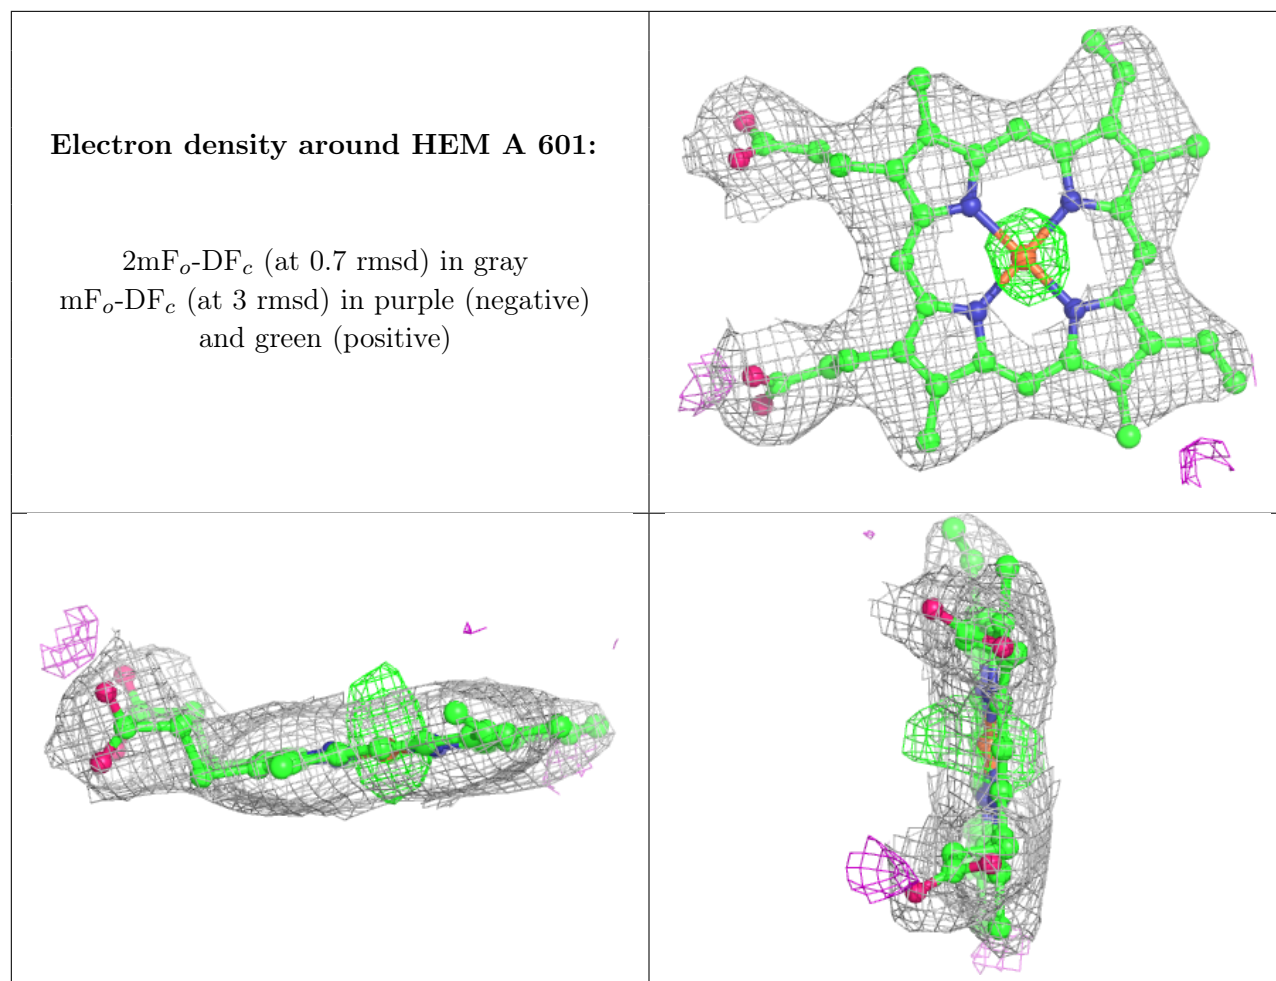 Electron density around HEM A 601:
2mFo-DFc (at 0.7 rmsd) in gray
mFo-DFc (at 3 rmsd) in purple (negative)
and green (positive)